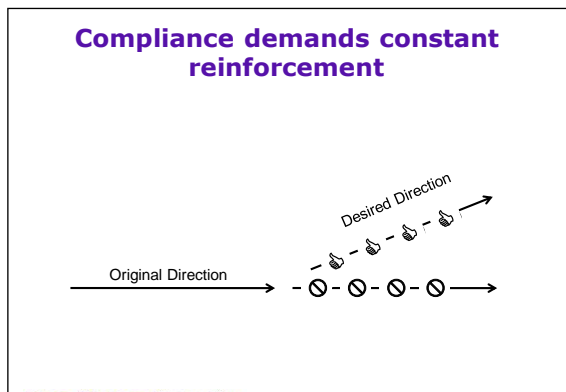 Compliance demands constant
reinforcement
Desired Direction
Original Direction